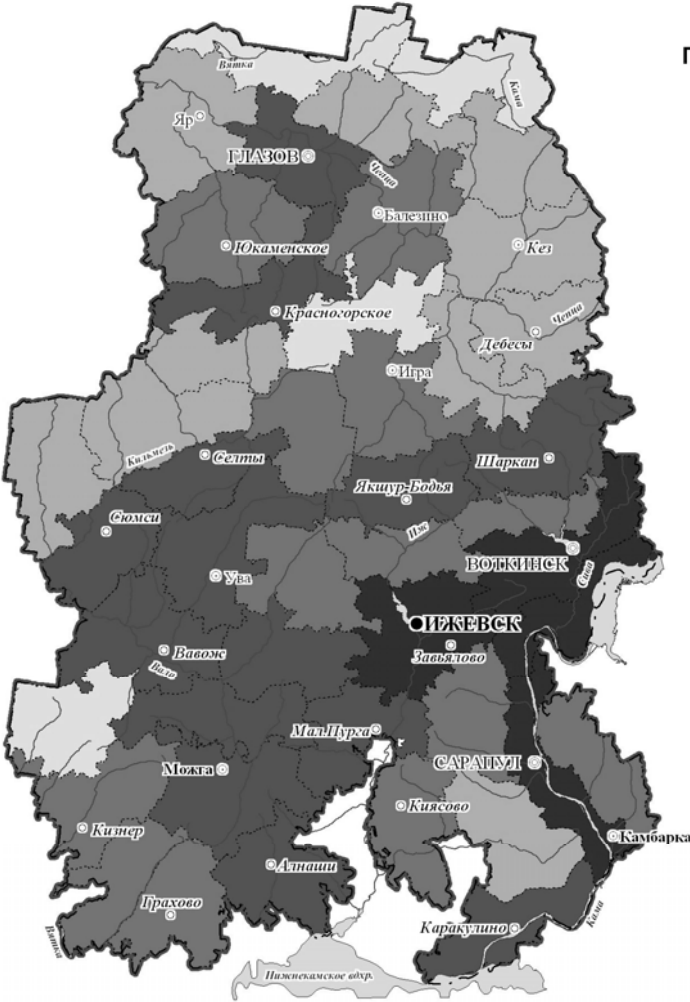 Вятка
Кама
Яр
ГЛАЗОВ
Чепца
Балезино
Юкаменское
Кез
Красногорское
Чепца
Дебесы
Игра
Кильмезь
Селты
Шаркан
Якшур-Бодья
Сюмси
Иж
ВОТКИНСК
Ува
Сива
ИЖЕВСК
Завьялово
Вавож
Вало
Мал.Пурга
Можга
САРАПУЛ
Киясово
Кизнер
Камбарка
Алнаши
Грахово
Каракулино
Кама
Вятка
Нижнекамское вдхр.